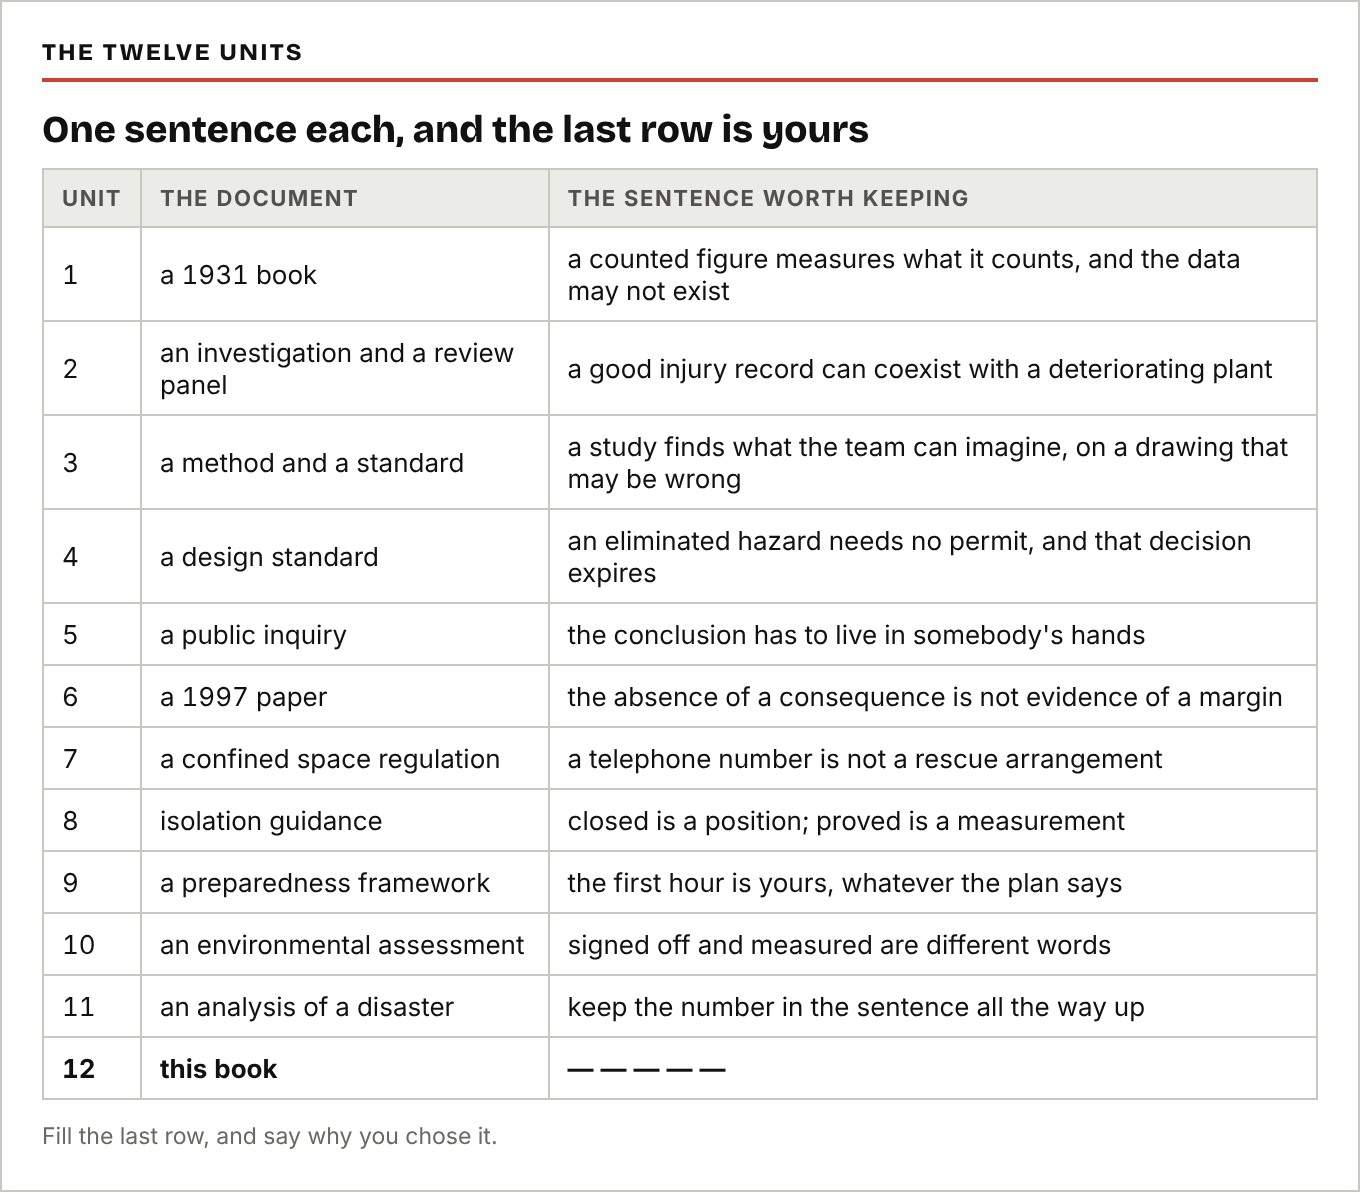 THE TWELVE UNITS
One sentence each, and the last row is yours
UNIT THE DOCUMENT THE SENTENCE WORTH KEEPING
1 a 1931 book a counted figure measures what it counts, and the data
may not exist
2 an investigation and a review
panel a good injury record can coexist with a deteriorating plant
3 a method and a standard a study finds what the team can imagine, on a drawing that
may be wrong
4 a design standard an eliminated hazard needs no permit, and that decision
expires
5 a public inquiry the conclusion has to live in somebody's hands
6 a 1997 paper the absence of a consequence is not evidence of a margin
7 a confined space regulation a telephone number is not a rescue arrangement
8 isolation guidance closed is a position; proved is a measurement
9 a preparedness framework the first hour is yours, whatever the plan says
10 an environmental assessment signed off and measured are different words
11 an analysis of a disaster keep the number in the sentence all the way up
12 this book — — — — —
Fill the last row, and say why you chose it.